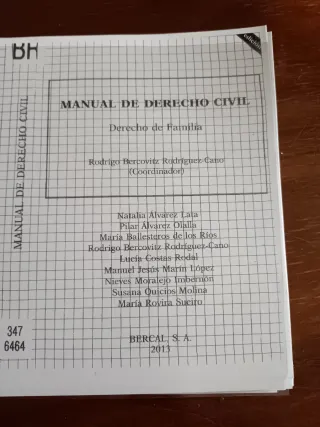 MANUAL DE DERECHO CIVIL
Derecho de Familia
Rodrigo Bercovitz Rodríguez-Cano
(Coordinador)
Natalia Álvarez Lata
Pilar Álvarez Olalla
María Ballesteros de los Ríos
Rodrigo Bercovitz Rodríguez-Cano
Lucía Costas Rodal
Manuel Jesús Marín López
Nieves Moralejo Imbernón
Susana Quicios Molina
María Rovira Sueiro
BERCAL, S. A.
2013
MANUAL DE DERECHO CIVIL
347
6464